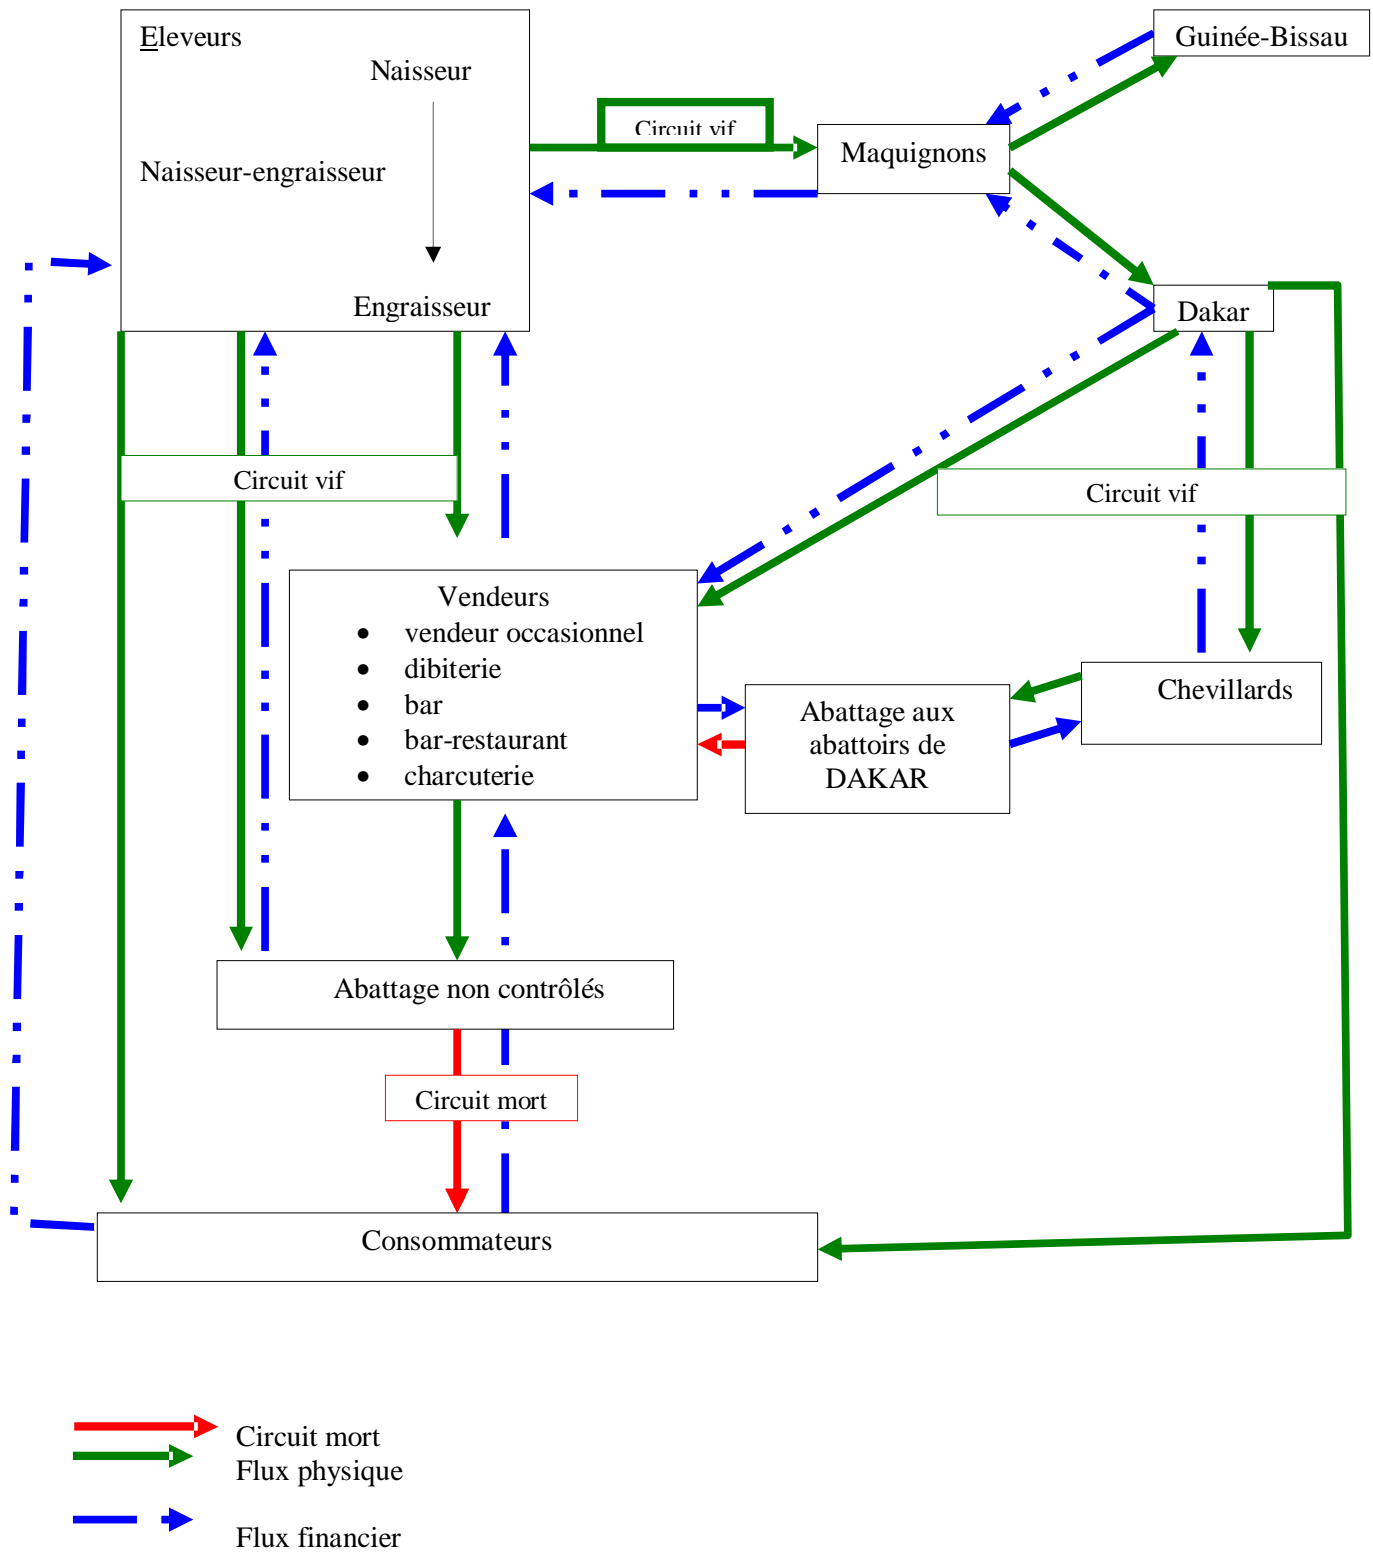 Eleveurs
Guinée-Bissau
Naisseur
Circuit vif
Maquignons
Naisseur-engraisseur
Engraisseur
Dakar
Circuit vif
Circuit vif
Vendeurs
• vendeur occasionnel
• dibiterie
• bar
• bar-restaurant
• charcuterie
Chevillards
Abattage aux
abattoirs de
DAKAR
Abattage non contrôlés
Circuit mort
Consommateurs
Circuit mort
Flux physique
Flux financier